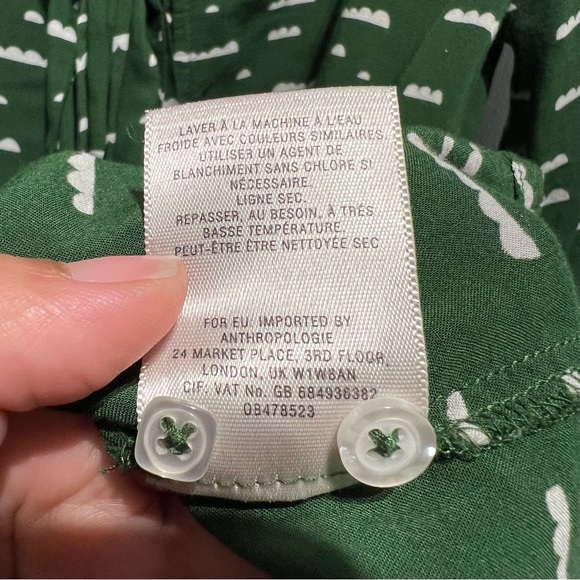 LAVER À LA MACHINE À L'EAU
FROIDE AVEC COULEURS SIMILAIRES.
UTILISER UN AGENT DE
BLANCHIMENT SANS CHLORE SI
NÉCESSAIRE.
LIGNE SEC.
REPASSER, AU BESOIN, À TRÈS
BASSE TEMPÉRATURE.
PEUT-ÊTRE ÊTRE NETTOYÉE SEC
FOR EU: IMPORTED BY
ANTHROPOLOGIE
24 MARKET PLACE, 3RD FLOOR,
LONDON, UK W1W8AN
CIF: VAT No. GB 684936382
OB478523